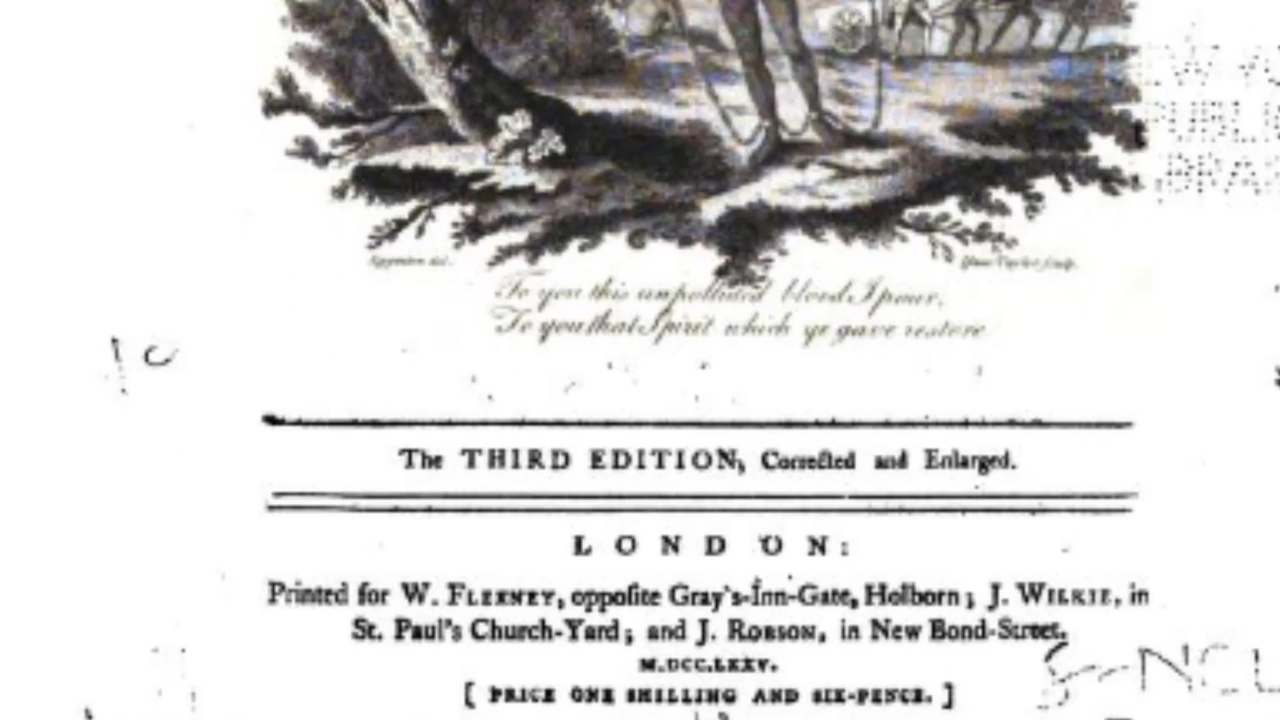 To you this unpolluted blood I pour,
To you that Spirit which ye gave restore
The THIRD EDITION, Corrected and Enlarged.
LONDON:
Printed for W. FLEXNEY, opposite Gray's-Inn-Gate, Holborn; J. WILKIE, in
St. Paul's Church-Yard; and J. ROBSON, in New Bond-Street.
M.DCC.LXXV.
[ PRICE ONE SHILLING AND SIX-PENCE. ]